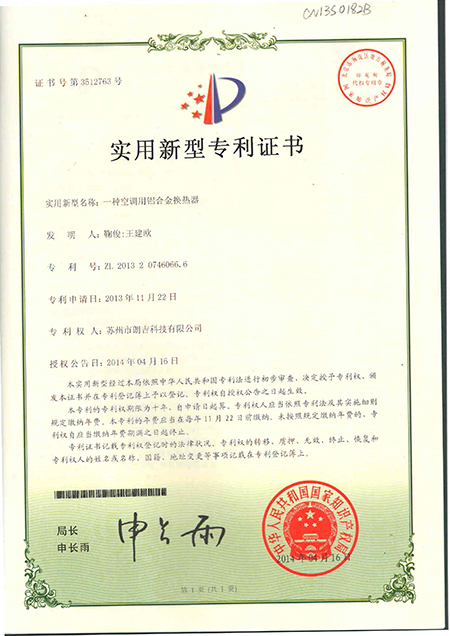 CN13S0182B
证书号第3512763号
实用新型专利证书
实用新型名称：一种空调用铝合金换热器
发 明 人：鞠俊;王建欧
专 利 号：ZL 2013 2 0746066.6
专利申请日：2013年11月22日
专 利 权 人：苏州市朗吉科技有限公司
授权公告日：2014年04月16日
本实用新型经过本局依照中华人民共和国专利法进行初步审查，决定授予专利权，颁
发本证书并在专利登记簿上予以登记。专利权自授权公告之日起生效。
本专利的专利权期限为十年，自申请日起算。专利权人应当依照专利法及其实施细则
规定缴纳年费。本专利的年费应当在每年11月22日前缴纳。未按照规定缴纳年费的，专
利权自应当缴纳年费期满之日起终止。
专利证书记载专利权登记时的法律状况。专利权的转移、质押、无效、终止、恢复和
专利权人的姓名或名称、国籍、地址变更等事项记载在专利登记簿上。
局长
申长雨
申长雨
中华人民共和国国家知识产权局
2014年04月16日
第1页(共1页)